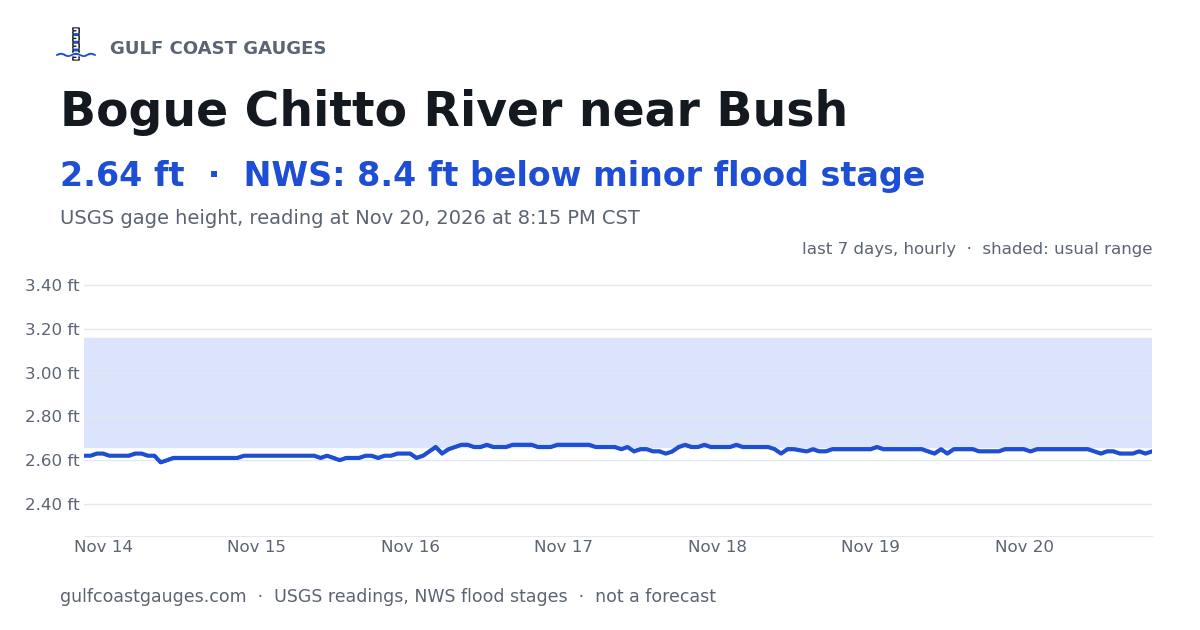 GULF COAST GAUGES
Bogue Chitto River near Bush
2.64 ft · NWS: 8.4 ft below minor flood stage
USGS gage height, reading at Nov 20, 2026 at 8:15 PM CST
last 7 days, hourly · shaded: usual range
3.40 ft
3.20 ft
3.00 ft
2.80 ft
2.60 ft
2.40 ft
Nov 14 Nov 15 Nov 16 Nov 17 Nov 18 Nov 19 Nov 20
gulfcoastgauges.com · USGS readings, NWS flood stages · not a forecast